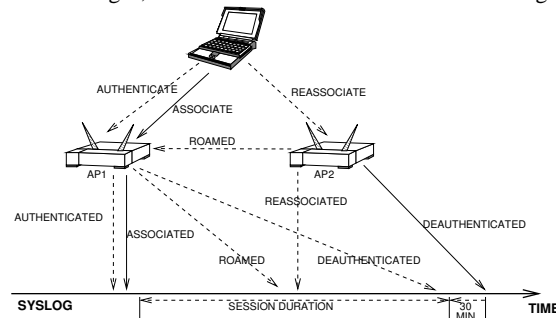 AUTHENTICATE
ASSOCIATE
REASSOCIATE
ROAMED
AP1
AP2
AUTHENTICATED
ASSOCIATED
REASSOCIATED
ROAMED
DEAUTHENTICATED
DEAUTHENTICATED
SYSLOG
SESSION DURATION
30
MIN
TIME